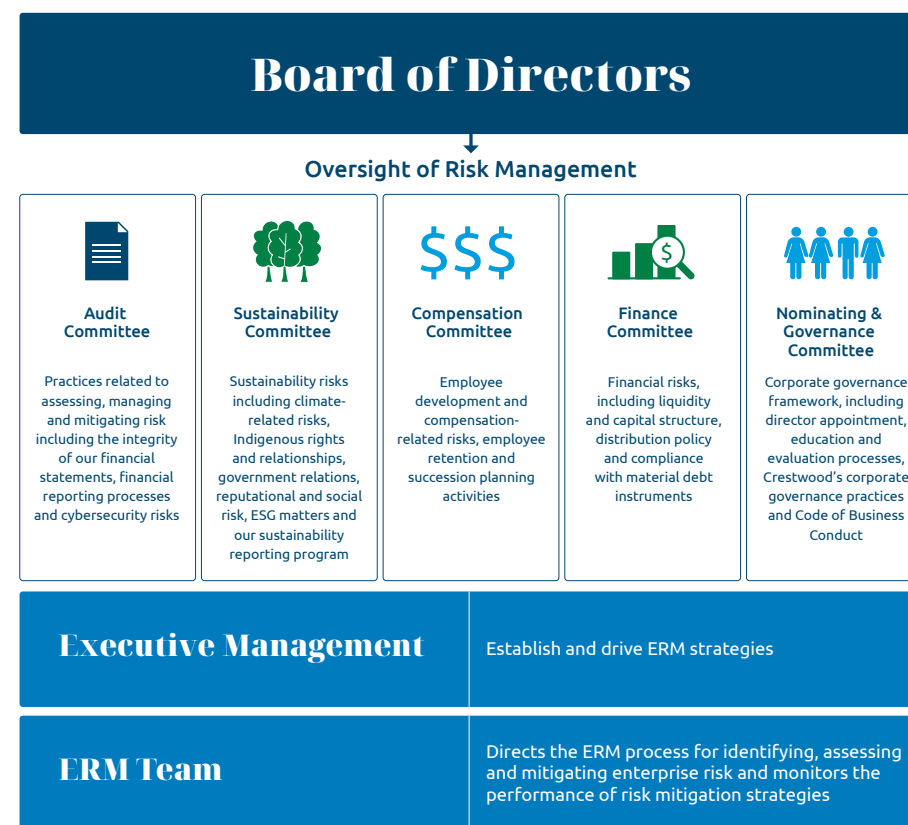 Board of Directors
Oversight of Risk Management
$$$
$
Audit
Committee
Practices related to
assessing, managing
and mitigating risk
including the integrity
of our financial
statements, financial
reporting processes
and cybersecurity risks
Sustainability
Committee
Sustainability risks
including climate-
related risks,
Indigenous rights
and relationships,
government relations,
reputational and social
risk, ESG matters and
our sustainability
reporting program
Compensation
Committee
Employee
development and
compensation-
related risks, employee
retention and
succession planning
activities
Finance
Committee
Financial risks,
including liquidity
and capital structure,
distribution policy
and compliance
with material debt
instruments
Nominating &
Governance
Committee
Corporate governance
framework, including
director appointment,
education and
evaluation processes,
Crestwood's corporate
governance practices
and Code of Business
Conduct
Executive Management
Establish and drive ERM strategies
ERM Team
Directs the ERM process for identifying, assessing
and mitigating enterprise risk and monitors the
performance of risk mitigation strategies